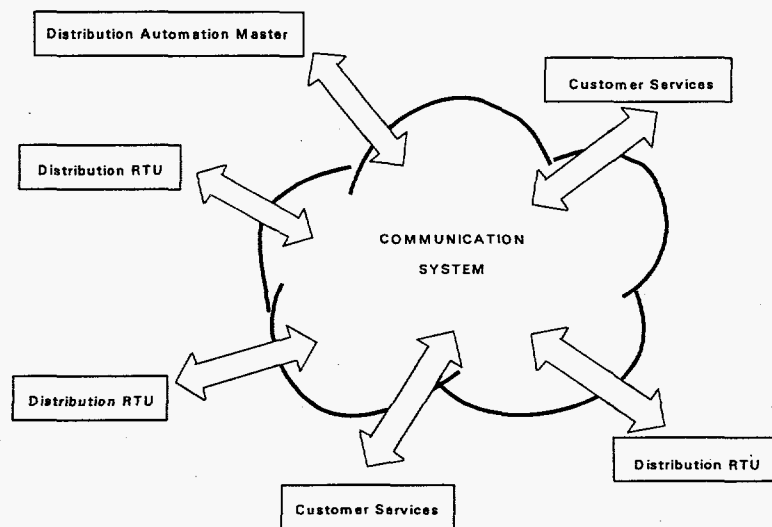 Distribution Automation Master
Customer Services
Distribution RTU
COMMUNICATION
SYSTEM
Distribution RTU
Distribution RTU
Customer Services